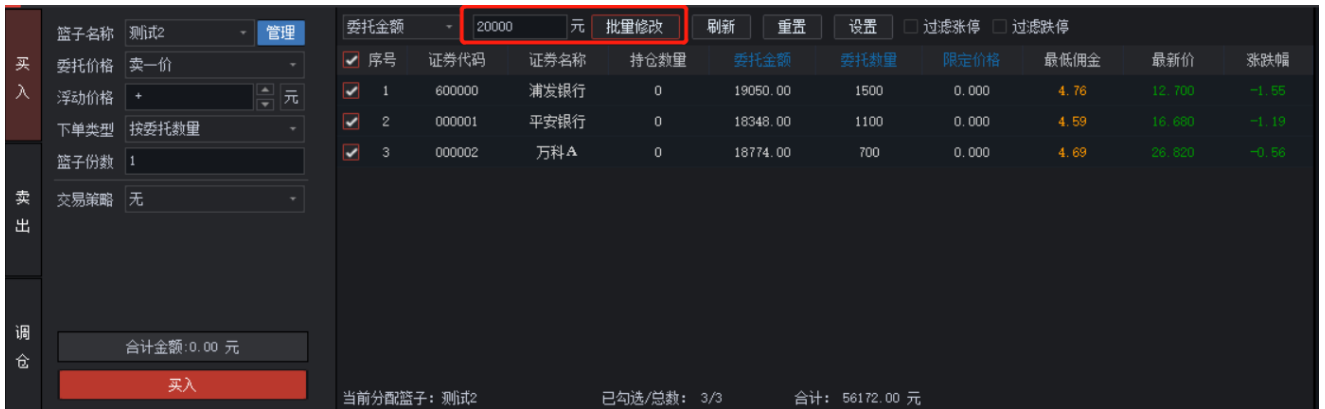 买入
卖出
调仓
篮子名称 测试2 管理
委托价格 卖一价
浮动价格 + 元
下单类型 按委托数量
篮子份数 1
交易策略 无
合计金额:0.00 元
买入
委托金额 20000 元 批量修改 刷新 重置 设置 过滤涨停 过滤跌停
序号 证券代码 证券名称 持仓数量 委托金额 委托数量 限定价格 最低佣金 最新价 涨跌幅
1 600000 浦发银行 0 19050.00 1500 0.000 4.76 12.700 -1.55
2 000001 平安银行 0 18348.00 1100 0.000 4.59 16.680 -1.19
3 000002 万科A 0 18774.00 700 0.000 4.69 26.820 -0.56
当前分配篮子: 测试2 已勾选/总数: 3/3 合计: 56172.00 元